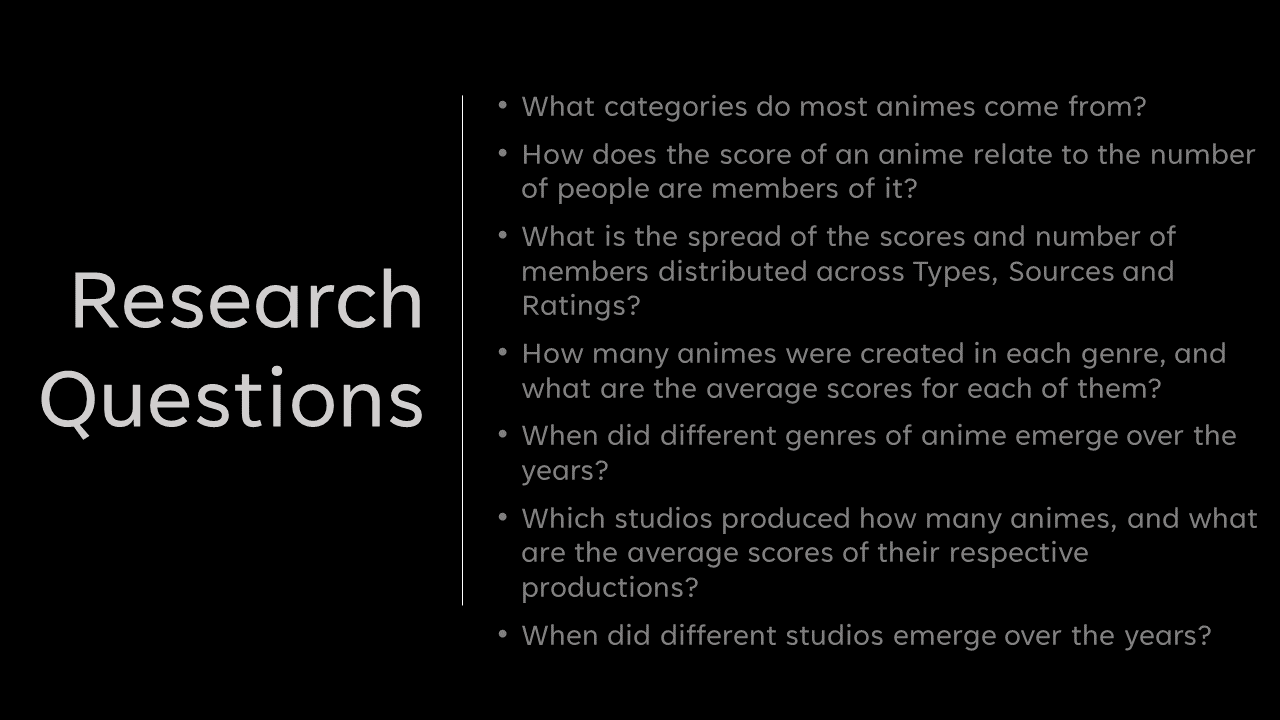 Research
Questions
• What categories do most animes come from?
• How does the score of an anime relate to the number
of people are members of it?
• What is the spread of the scores and number of
members distributed across Types, Sources and
Ratings?
• How many animes were created in each genre, and
what are the average scores for each of them?
• When did different genres of anime emerge over the
years?
• Which studios produced how many animes, and what
are the average scores of their respective
productions?
• When did different studios emerge over the years?